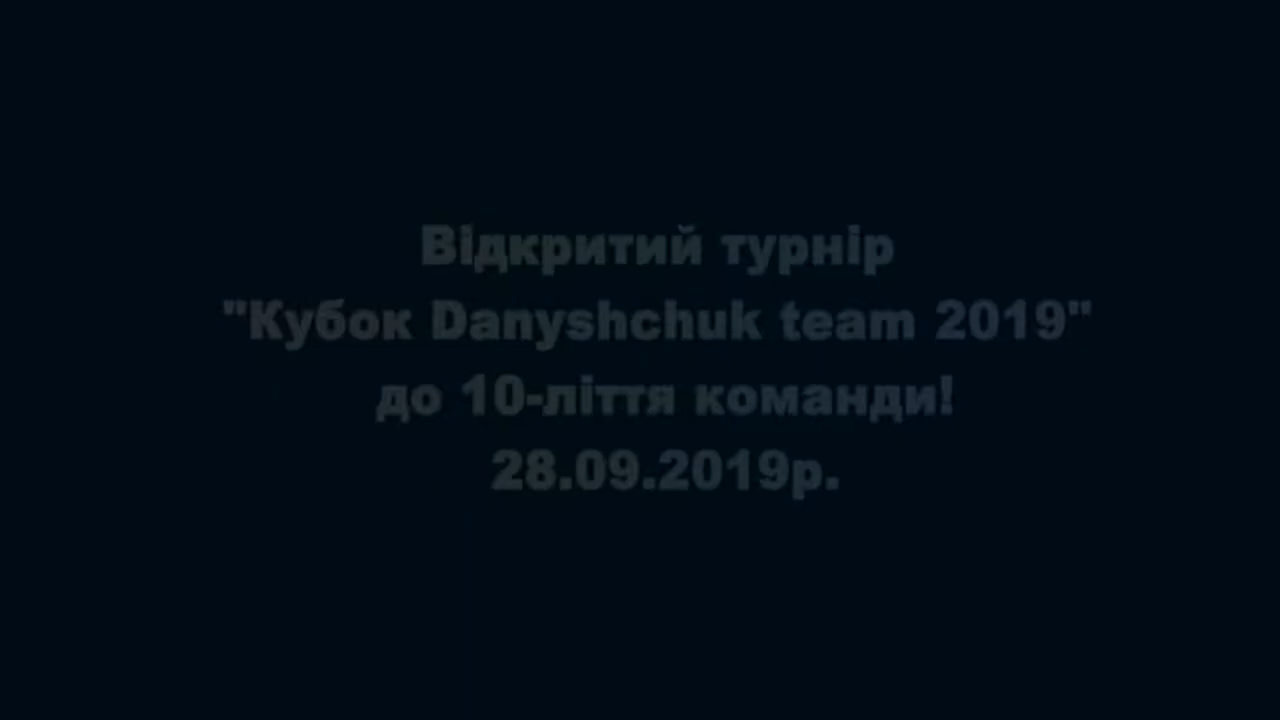 Відкритий турнір
"Кубок Danyshchuk team 2019"
до 10-ліття команди!
28.09.2019р.